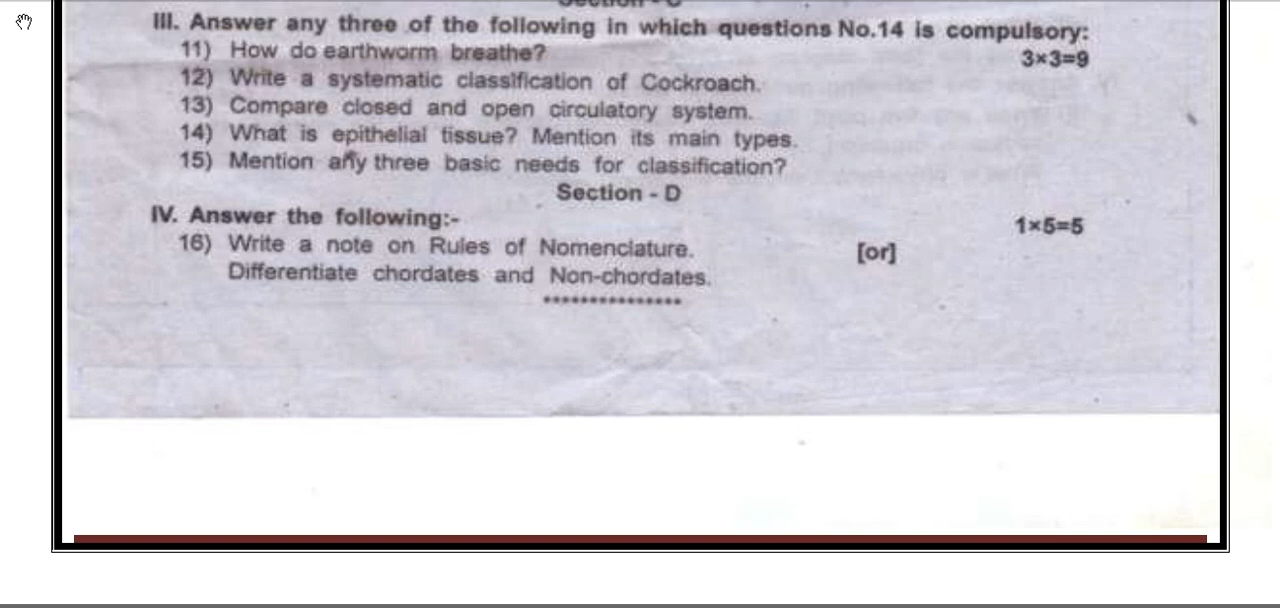 III. Answer any three of the following in which questions No.14 is compulsory:
3×3=9
11) How do earthworm breathe?
12) Write a systematic classification of Cockroach.
13) Compare closed and open circulatory system.
14) What is epithelial tissue? Mention its main types.
15) Mention any three basic needs for classification?
Section - D
IV. Answer the following:-
1×5=5
16) Write a note on Rules of Nomenclature. [or]
Differentiate chordates and Non-chordates.
***************